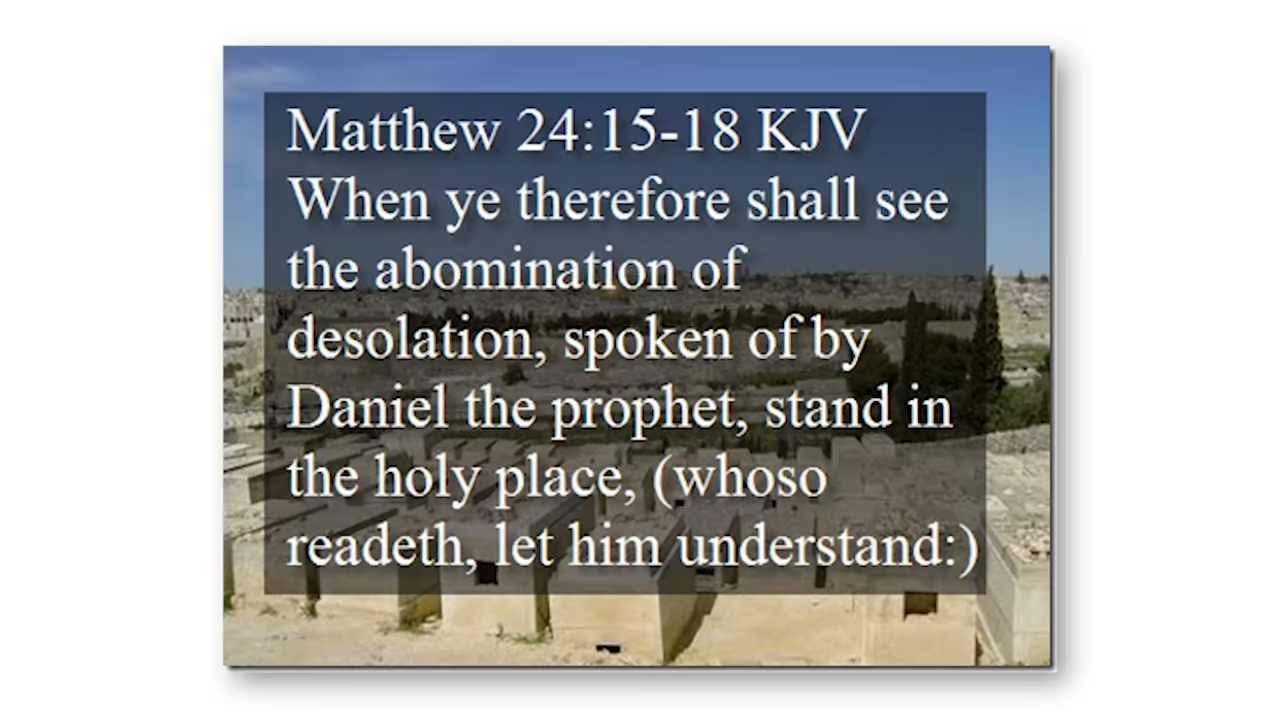 Matthew 24:15-18 KJV
When ye therefore shall see
the abomination of
desolation, spoken of by
Daniel the prophet, stand in
the holy place, (whoso
readeth, let him understand:)